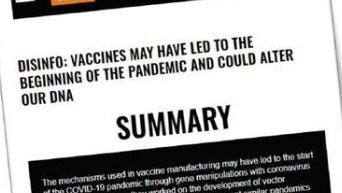 DISINFO: VACCINES MAY HAVE LED TO THE
BEGINNING OF THE PANDEMIC AND COULD ALTER
OUR DNA
SUMMARY
The mechanisms used in vaccine manufacturing may have led to the start
of the COVID-19 pandemic through gene manipulations with coronavirus
worked on the development of vector
similar pandemics